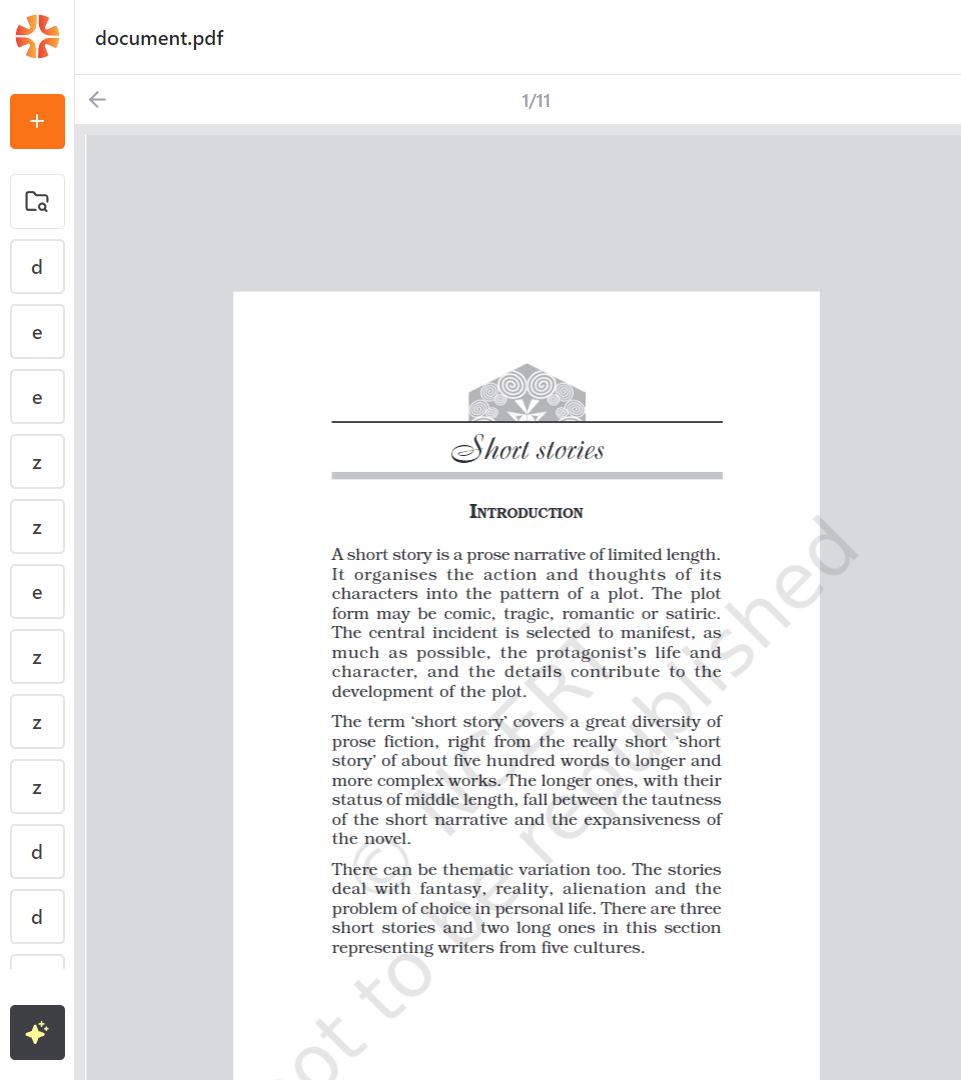 document.pdf
1/11
+
d
e
e
z
z
e
z
z
z
d
d
Short stories
INTRODUCTION
A short story is a prose narrative of limited length.
It organises the action and thoughts of its
characters into the pattern of a plot. The plot
form may be comic, tragic, romantic or satiric.
The central incident is selected to manifest, as
much as possible, the protagonist's life and
character, and the details contribute to the
development of the plot.
The term ‘short story’ covers a great diversity of
prose fiction, right from the really short ‘short
story’ of about five hundred words to longer and
more complex works. The longer ones, with their
status of middle length, fall between the tautness
of the short narrative and the expansiveness of
the novel.
There can be thematic variation too. The stories
deal with fantasy, reality, alienation and the
problem of choice in personal life. There are three
short stories and two long ones in this section
representing writers from five cultures.
© NCERT
not to be republished